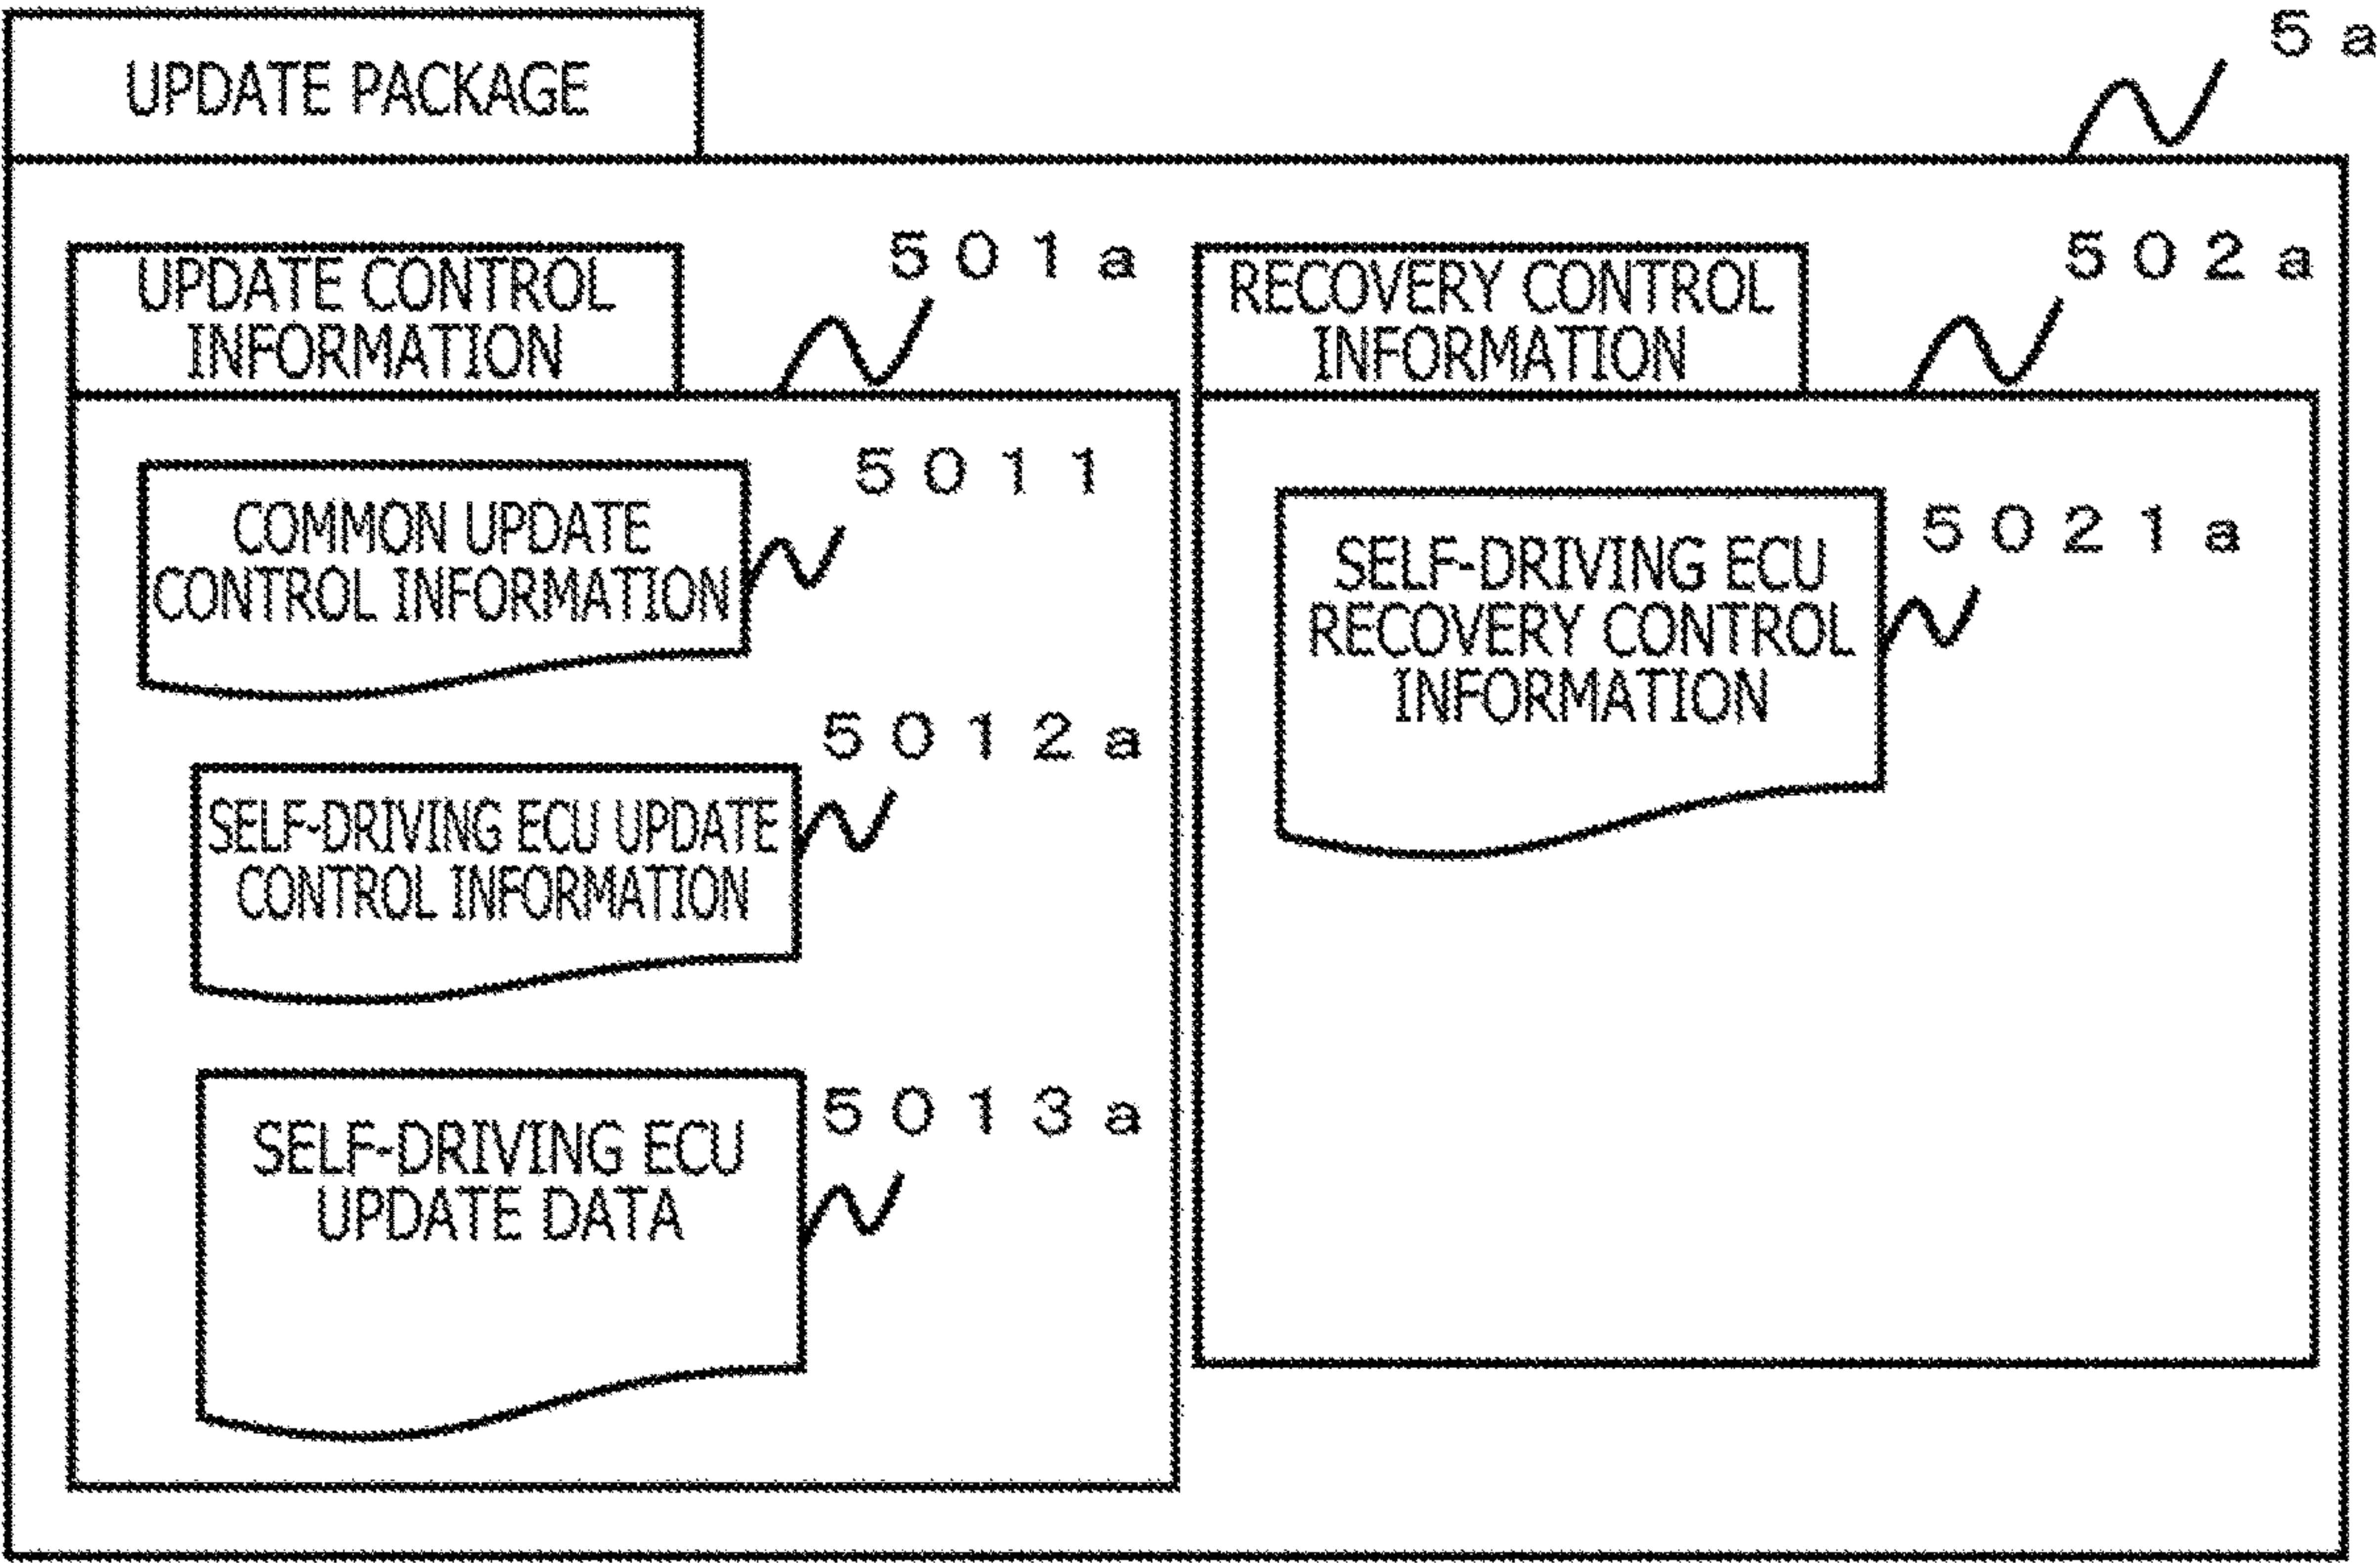 5a
UPDATE PACKAGE
501a
UPDATE CONTROL
INFORMATION
5011
COMMON UPDATE
CONTROL INFORMATION
5012a
SELF-DRIVING ECU UPDATE
CONTROL INFORMATION
5013a
SELF-DRIVING ECU
UPDATE DATA
502a
RECOVERY CONTROL
INFORMATION
5021a
SELF-DRIVING ECU
RECOVERY CONTROL
INFORMATION